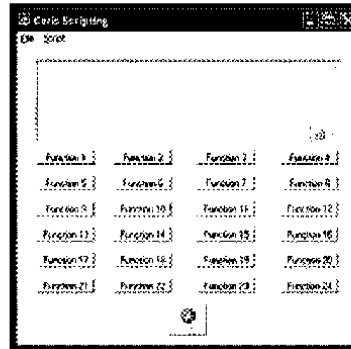 Caris Scripting
File Script
Function 1 Function 2 Function 3 Function 4
Function 5 Function 6 Function 7 Function 8
Function 9 Function 10 Function 11 Function 12
Function 13 Function 14 Function 15 Function 16
Function 17 Function 18 Function 19 Function 20
Function 21 Function 22 Function 23 Function 24